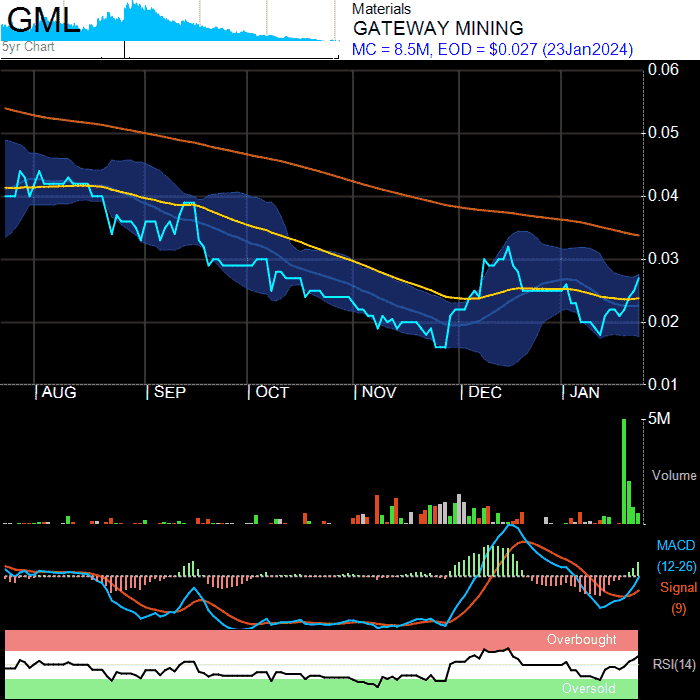 GML
Materials
GATEWAY MINING
5yr Chart
MC = 8.5M, EOD = $0.027 (23Jan2024)
0.06
0.05
0.04
0.03
0.02
0.01
AUG SEP OCT NOV DEC JAN
5M
Volume
MACD
(12-26)
Signal
(9)
Overbought
RSI(14)
Oversold